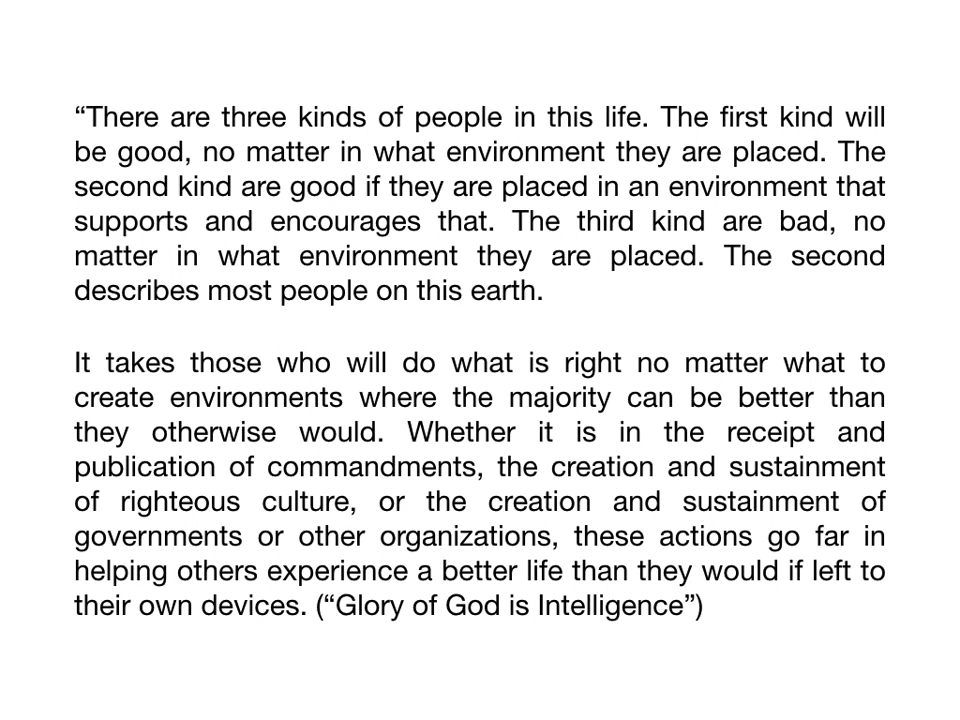 “There are three kinds of people in this life. The first kind will
be good, no matter in what environment they are placed. The
second kind are good if they are placed in an environment that
supports and encourages that. The third kind are bad, no
matter in what environment they are placed. The second
describes most people on this earth.
It takes those who will do what is right no matter what to
create environments where the majority can be better than
they otherwise would. Whether it is in the receipt and
publication of commandments, the creation and sustainment
of righteous culture, or the creation and sustainment of
governments or other organizations, these actions go far in
helping others experience a better life than they would if left to
their own devices. (“Glory of God is Intelligence”)